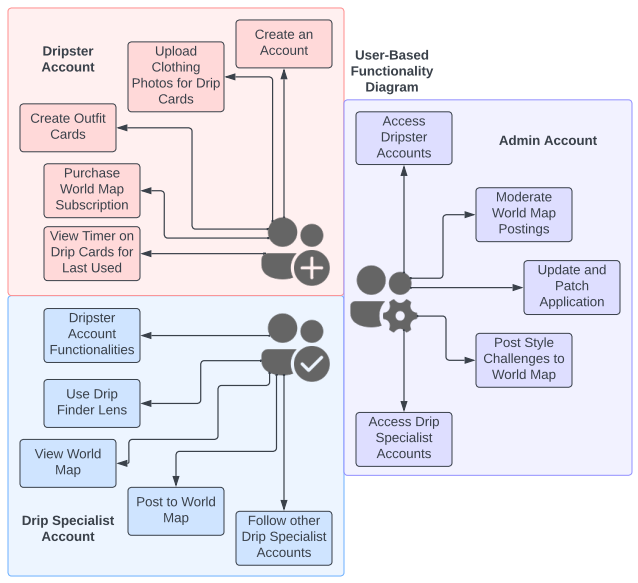 Dripster
Account
Upload
Clothing
Photos for Drip
Cards
Create an
Account
Create Outfit
Cards
Purchase
World Map
Subscription
View Timer on
Drip Cards for
Last Used
User-Based
Functionality
Diagram
Access
Dripster
Accounts
Admin Account
Moderate
World Map
Postings
Update and
Patch
Application
Post Style
Challenges to
World Map
Access Drip
Specialist
Accounts
Dripster
Account
Functionalities
Use Drip
Finder Lens
View World
Map
Post to World
Map
Follow other
Drip Specialist
Accounts
Drip Specialist
Account